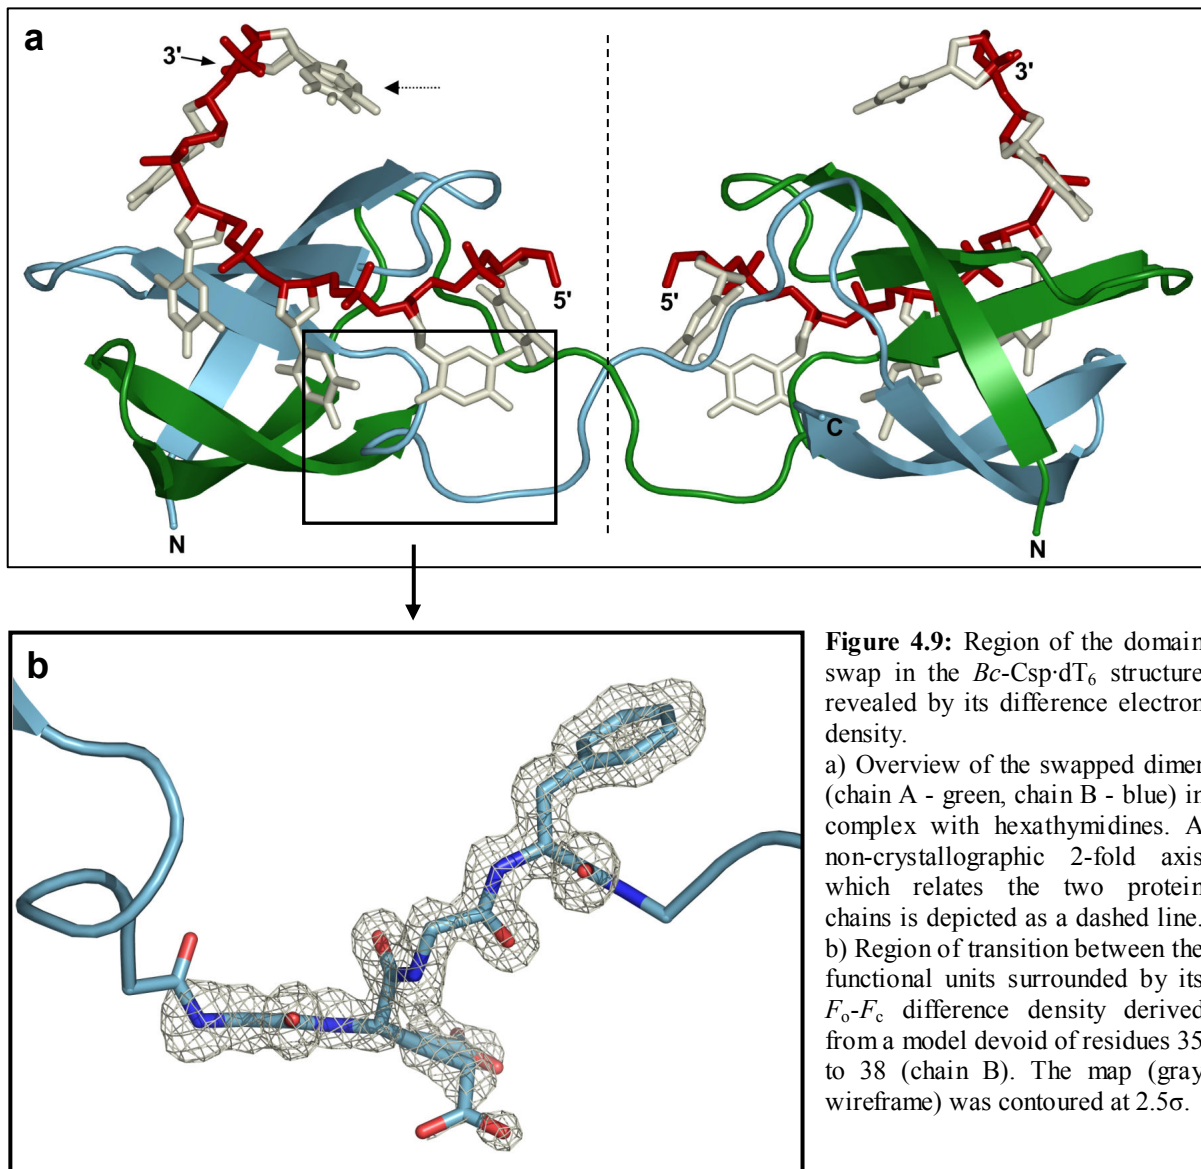 a
3'
3'
5'
5'
C
N
N
b
Figure 4.9: Region of the domain
swap in the Bc-Csp·dT₆ structure
revealed by its difference electron
density.
a) Overview of the swapped dimer
(chain A - green, chain B - blue) in
complex with hexathymidines. A
non-crystallographic 2-fold axis
which relates the two protein
chains is depicted as a dashed line.
b) Region of transition between the
functional units surrounded by its
Fₒ-F꜀ difference density derived
from a model devoid of residues 35
to 38 (chain B). The map (gray
wireframe) was contoured at 2.5σ.